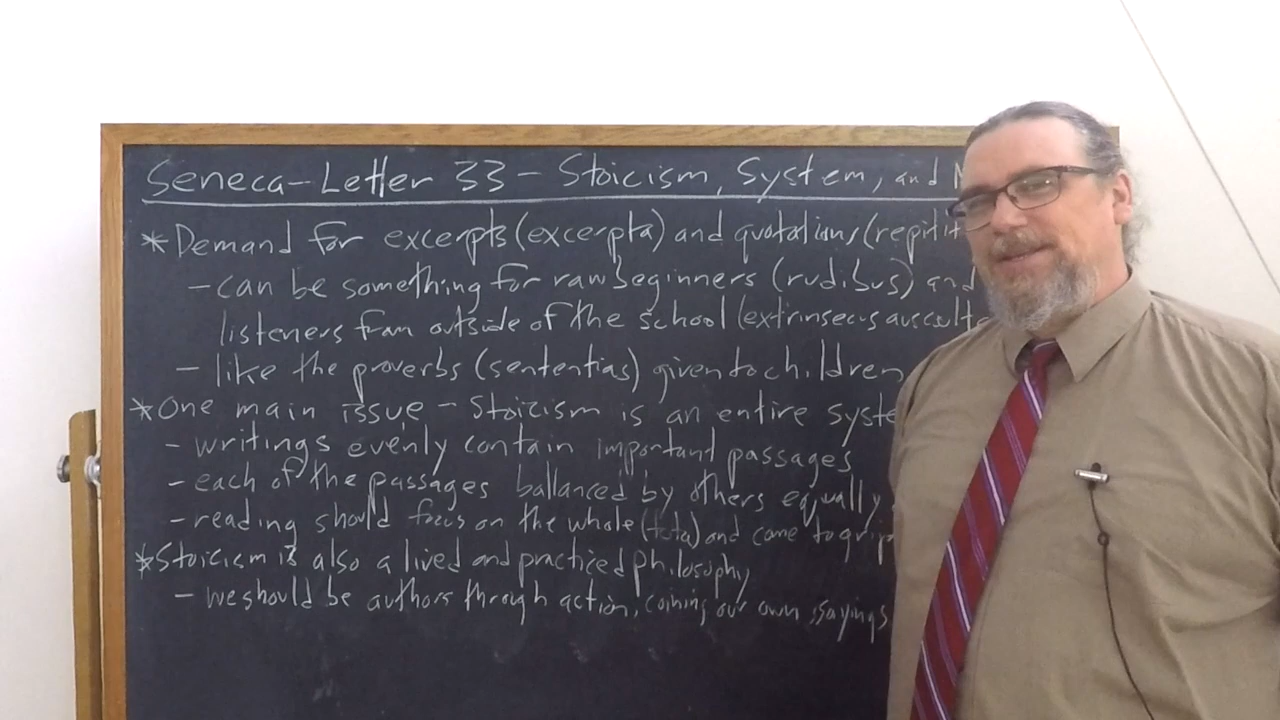 Seneca – Letter 33 – Stoicism, System, and
* Demand for excerpts (excerpta) and quotations (repitit
- can be something for raw beginners (rudibus) and
listeners from outside of the school (extrinsecus ausculta
- like the proverbs (sententias) given to children
* One main issue – Stoicism is an entire syste
- writings evenly contain important passages
- each of the passages ballanced by others equally
- reading should focus on the whole (tota) and come to grip
* Stoicism is also a lived and practiced philosophy
- we should be authors through action, coining our own sayings